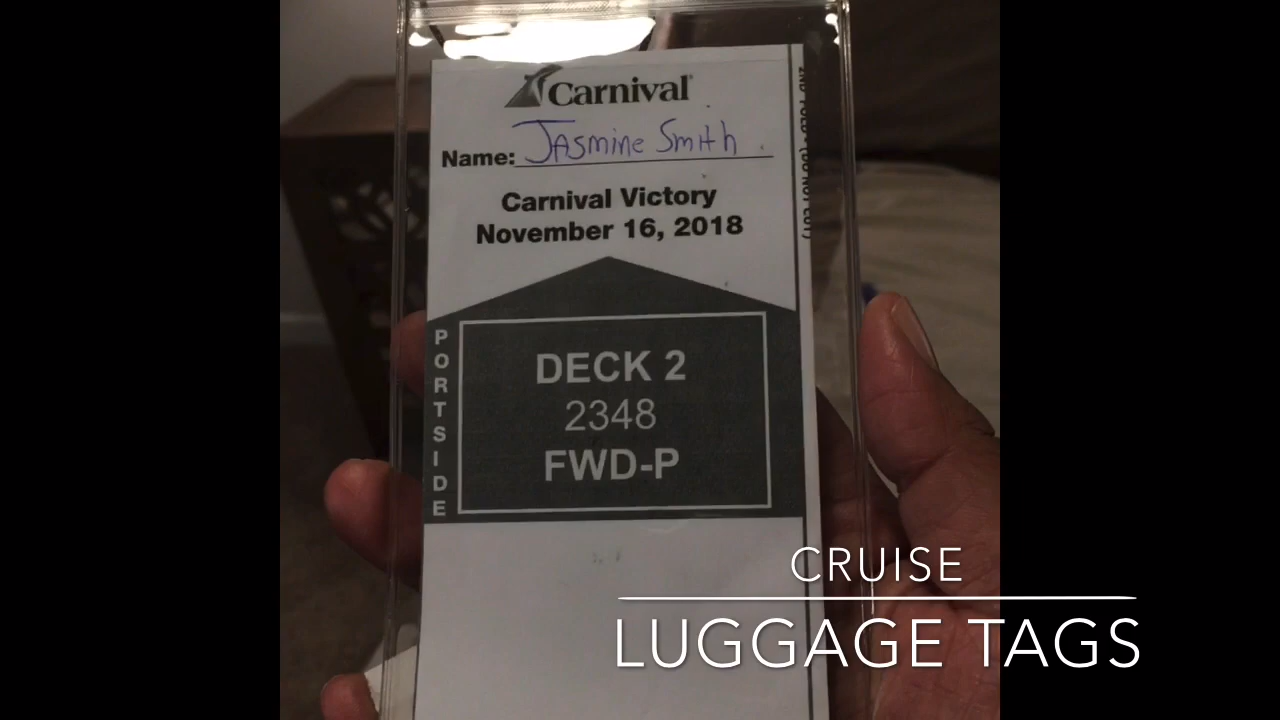 Carnival
Name: Jasmine Smith
Carnival Victory
November 16, 2018
PORTSIDE
DECK 2
2348
FWD-P
CRUISE
LUGGAGE TAGS